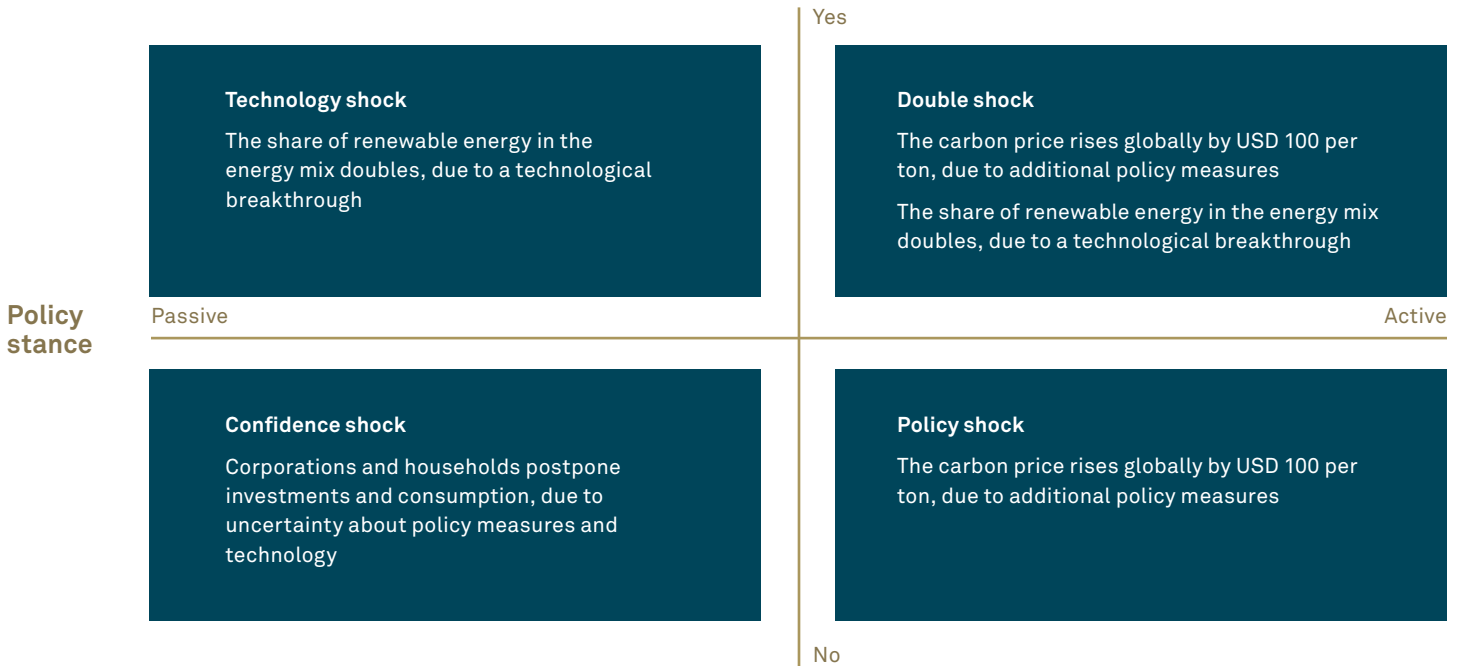 Yes
Technology shock
The share of renewable energy in the
energy mix doubles, due to a technological
breakthrough
Double shock
The carbon price rises globally by USD 100 per
ton, due to additional policy measures
The share of renewable energy in the energy mix
doubles, due to a technological breakthrough
Policy
stance
Passive
Active
Confidence shock
Corporations and households postpone
investments and consumption, due to
uncertainty about policy measures and
technology
Policy shock
The carbon price rises globally by USD 100 per
ton, due to additional policy measures
No